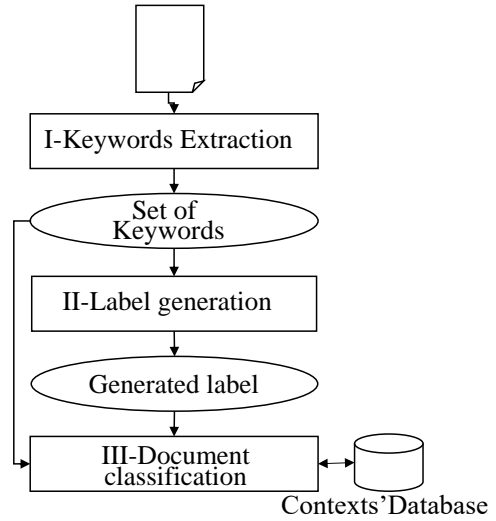 I-Keywords Extraction
Set of
Keywords
II-Label generation
Generated label
III-Document
classification
Contexts’Database